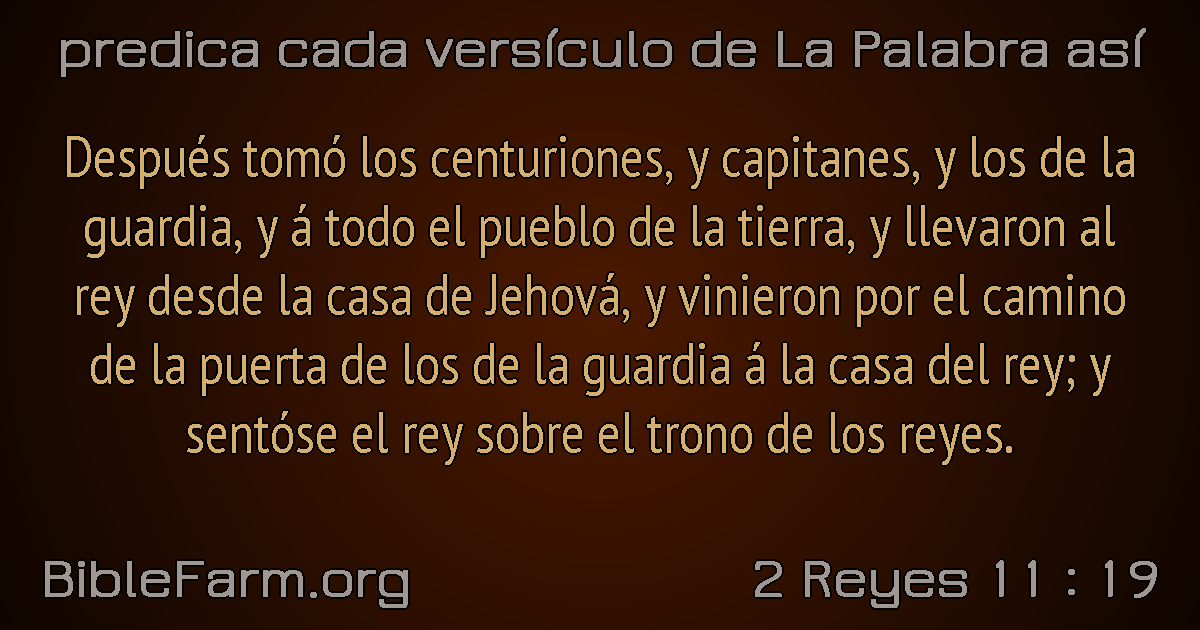 predica cada versículo de La Palabra así
Después tomó los centuriones, y capitanes, y los de la
guardia, y á todo el pueblo de la tierra, y llevaron al
rey desde la casa de Jehová, y vinieron por el camino
de la puerta de los de la guardia á la casa del rey; y
sentóse el rey sobre el trono de los reyes.
BibleFarm.org
2 Reyes 11 : 19